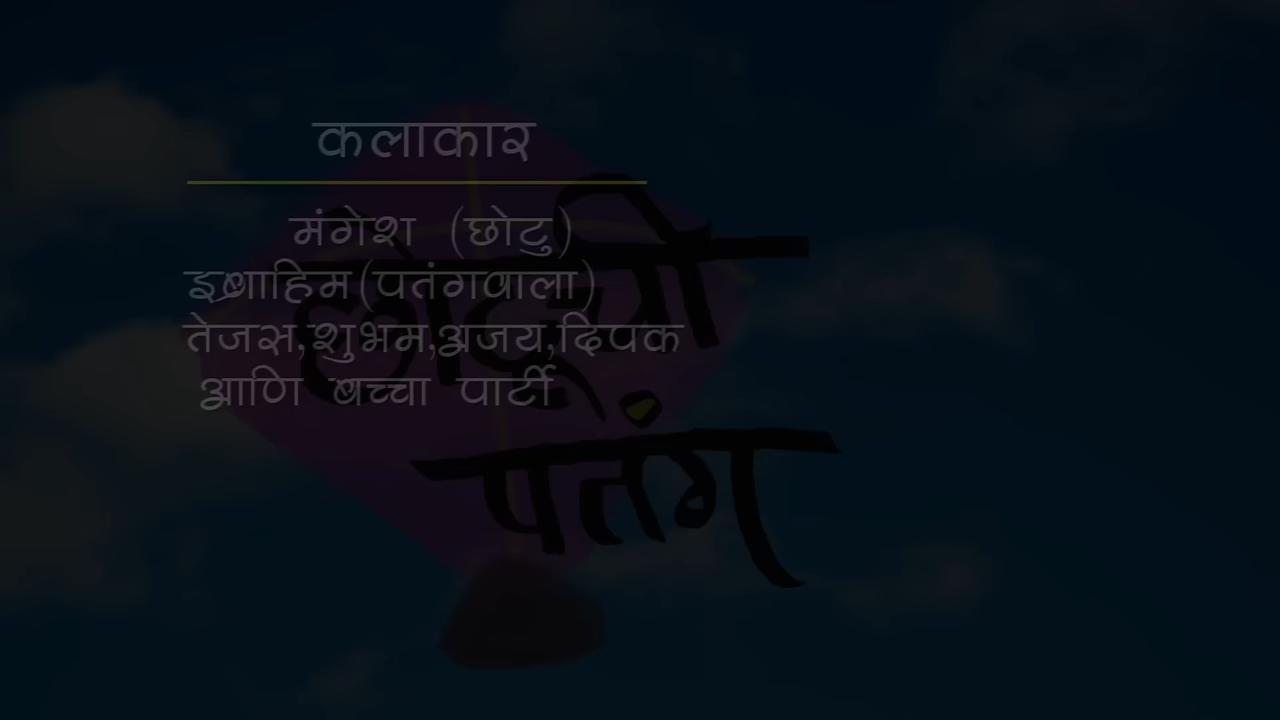 कलाकार
मंगेश (छोटु)
इब्राहिम(पतंगवाला)
तेजस,शुभम,अजय,दिपक
आणि बच्चा पार्टी
छोटूची
पतंग